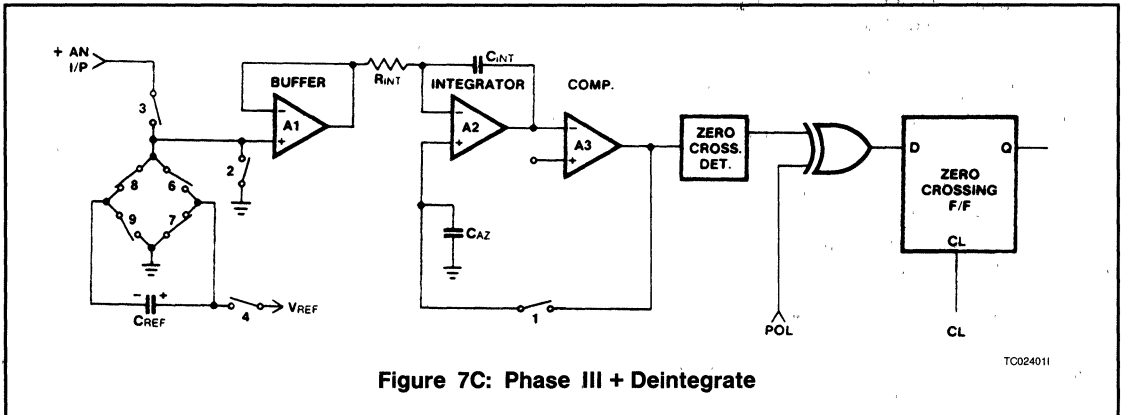 + AN
I/P
3
8
6
9
7
2
- +
CREF
4
VREF
BUFFER
-
A1
+
RINT
CINT
INTEGRATOR
-
A2
+
CAZ
1
COMP.
-
A3
+
ZERO
CROSS.
DET.
POL
D
Q
ZERO
CROSSING
F/F
CL
CL
TC02401I
Figure 7C: Phase III + Deintegrate